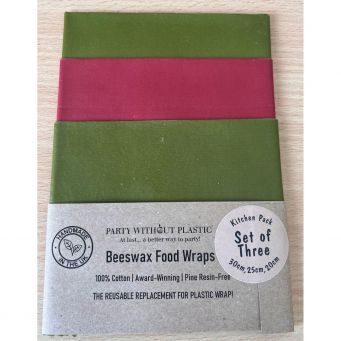 PARTY WITHOUT PLASTIC
At last... a better way to party!
Beeswax Food Wraps
100% Cotton | Award-Winning | Pine Resin-Free
THE REUSABLE REPLACEMENT FOR PLASTIC WRAP!
HANDMADE
IN THE UK
Kitchen Pack
Set of
Three
30cm, 25cm, 20cm